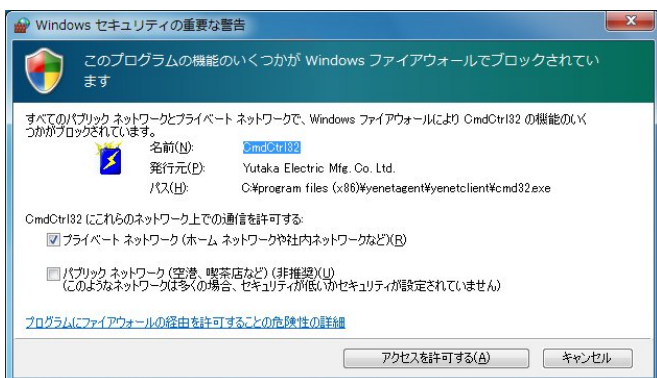 Windows セキュリティの重要な警告
このプログラムの機能のいくつかが Windows ファイアウォールでブロックされてい
ます
すべてのパブリック ネットワークとプライベート ネットワークで、Windows ファイアウォールにより CmdCtrl32 の機能のいく
つかがブロックされています。
名前(N): CmdCtrl32
発行元(P): Yutaka Electric Mfg. Co. Ltd.
パス(H): C:¥program files (x86)¥yenetagent¥yenetclient¥cmd32.exe
CmdCtrl32 にこれらのネットワーク上での通信を許可する:
プライベート ネットワーク (ホーム ネットワークや社内ネットワークなど)(R)
パブリック ネットワーク (空港、喫茶店など) (非推奨)(U)
(このようなネットワークは多くの場合、セキュリティが低いかセキュリティが設定されていません)
プログラムにファイアウォールの経由を許可することの危険性の詳細
アクセスを許可する(A) キャンセル